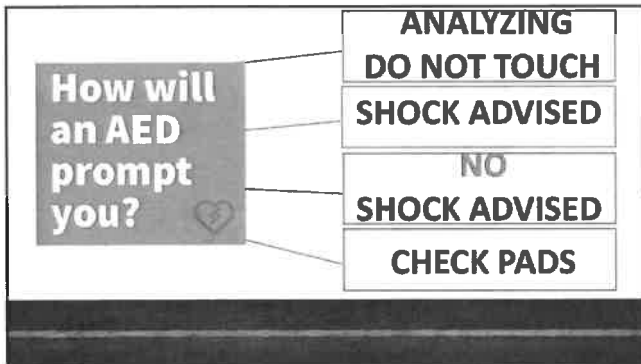 How will
an AED
prompt
you?
ANALYZING
DO NOT TOUCH
SHOCK ADVISED
NO
SHOCK ADVISED
CHECK PADS